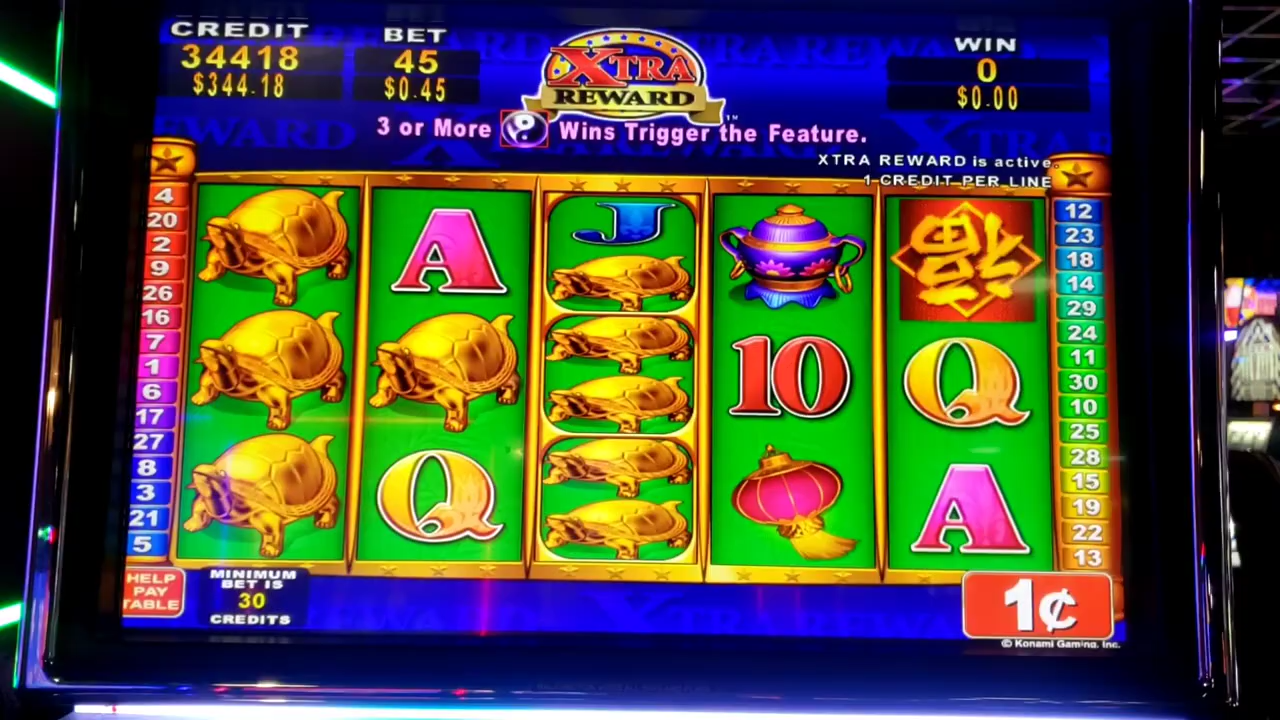 CREDIT
34418
$344.18
BET
45
$0.45
XTRA
REWARD
™
WIN
0
$0.00
3 or More Wins Trigger the Feature.
XTRA REWARD is active.
1 CREDIT PER LINE
4
20
2
9
26
16
7
1
6
17
27
8
3
21
5
A
Q
J
10
福
Q
A
12
23
18
14
29
24
11
30
10
25
28
15
19
22
13
HELP
PAY
TABLE
MINIMUM
BET IS
30
CREDITS
1¢
© Konami Gaming, Inc.